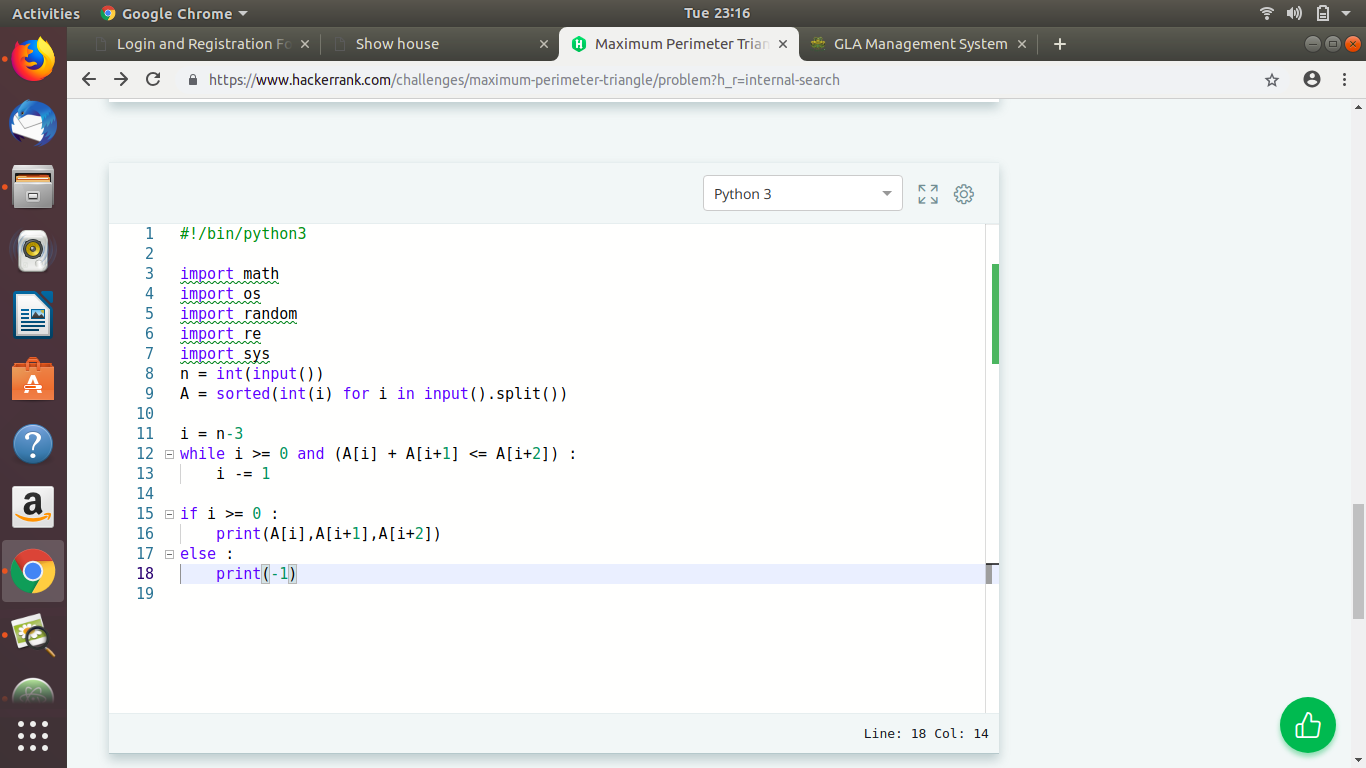 Activities
Google Chrome
Tue 23:16
Login and Registration Fo
Show house
Maximum Perimeter Trian
GLA Management System
https://www.hackerrank.com/challenges/maximum-perimeter-triangle/problem?h_r=internal-search
Python 3
1 #!/bin/python3
2
3 import math
4 import os
5 import random
6 import re
7 import sys
8 n = int(input())
9 A = sorted(int(i) for i in input().split())
10
11 i = n-3
12 while i >= 0 and (A[i] + A[i+1] <= A[i+2]) :
13     i -= 1
14
15 if i >= 0 :
16     print(A[i],A[i+1],A[i+2])
17 else :
18     print(-1)
19
Line: 18 Col: 14